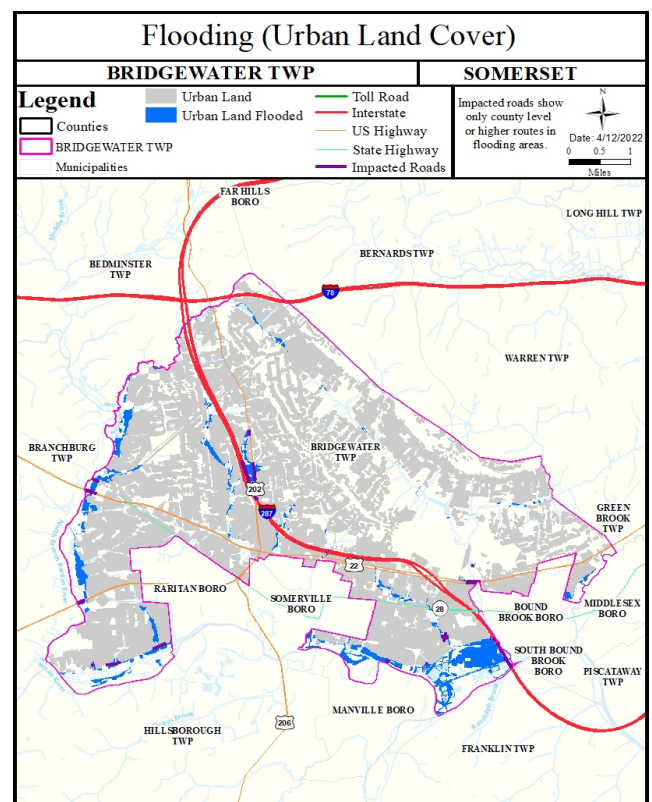 Flooding (Urban Land Cover)
BRIDGEWATER TWP
SOMERSET
Legend
Counties
BRIDGEWATER TWP
Municipalities
Urban Land
Urban Land Flooded
Toll Road
Interstate
US Highway
State Highway
Impacted Roads
Impacted roads show
only county level
or higher routes in
flooding areas.
N
Date: 4/12/2022
0 0.5 1
Miles
FAR HILLS
BORO
LONG HILL TWP
Middle Brook
BERNARDS TWP
BEDMINSTER
TWP
78
WARREN TWP
BRANCHBURG
TWP
BRIDGEWATER
TWP
202
287
GREEN
BROOK
TWP
22
RARITAN BORO
SOMERVILLE
BORO
28
BOUND
BROOK BORO
MIDDLESEX
BORO
SOUTH BOUND
BROOK
BORO
PISCATAWAY
TWP
MANVILLE BORO
206
HILLSBOROUGH
TWP
FRANKLIN TWP